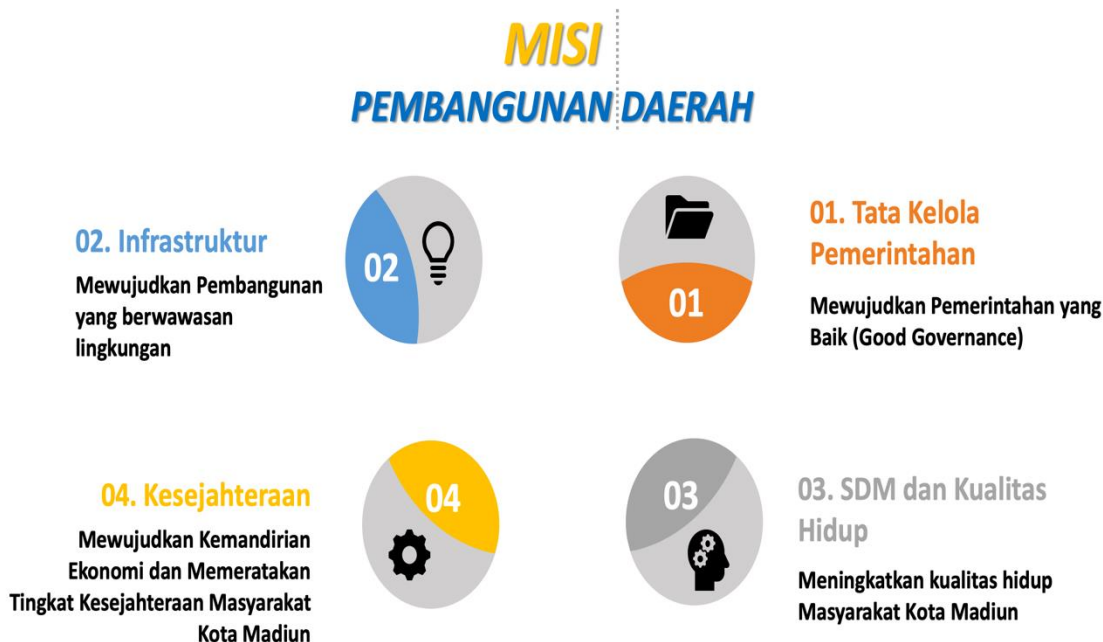 MISI
PEMBANGUNAN DAERAH
02. Infrastruktur
Mewujudkan Pembangunan
yang berwawasan
lingkungan
02
01
01. Tata Kelola
Pemerintahan
Mewujudkan Pemerintahan yang
Baik (Good Governance)
04. Kesejahteraan
Mewujudkan Kemandirian
Ekonomi dan Memeratakan
Tingkat Kesejahteraan Masyarakat
Kota Madiun
04
03
03. SDM dan Kualitas
Hidup
Meningkatkan kualitas hidup
Masyarakat Kota Madiun